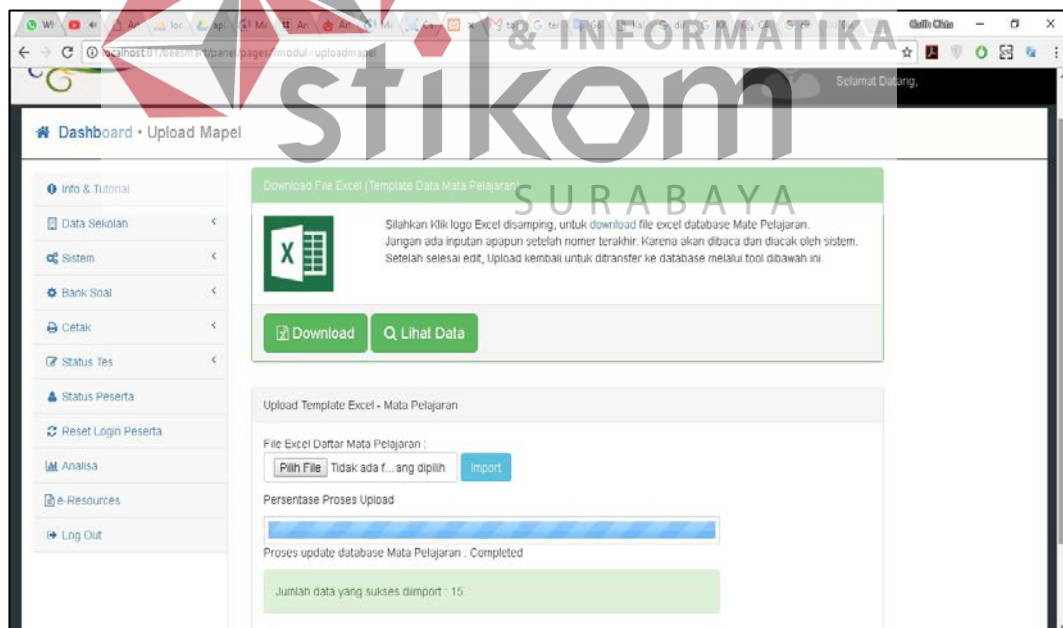 & INFORMATIKA
stikom
SURABAYA
Selamat Datang,
Dashboard • Upload Mapel
Info & Tutorial
Data Sekolah
Sistem
Bank Soal
Cetak
Status Tes
Status Peserta
Reset Login Peserta
Analisa
e-Resources
Log Out
Download File Excel (Template Data Mata Pelajaran)
Silahkan Klik logo Excel disamping, untuk download file excel database Mate Pelajaran.
Jangan ada inputan apapun setelah nomer terakhir. Karena akan dibaca dan diacak oleh sistem.
Setelah selesai edit, Upload kembali untuk ditransfer ke database melalui tool dibawah ini
Download
Lihat Data
Upload Template Excel - Mata Pelajaran
File Excel Daftar Mata Pelajaran :
Pilih File Tidak ada f... ang dipilih Import
Persentase Proses Upload
Proses update database Mata Pelajaran : Completed
Jumlah data yang sukses diimport : 15